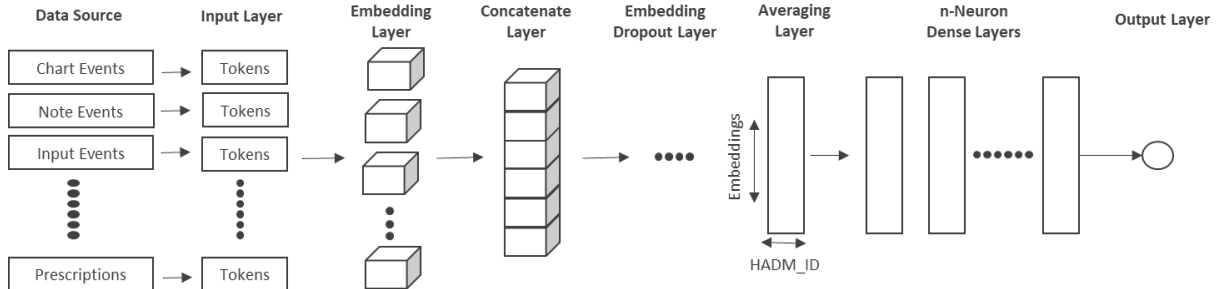 Data Source
Input Layer
Embedding
Layer
Concatenate
Layer
Embedding
Dropout Layer
Averaging
Layer
n-Neuron
Dense Layers
Output Layer
Chart Events
Tokens
Note Events
Tokens
Input Events
Tokens
Prescriptions
Tokens
Embeddings
HADM_ID